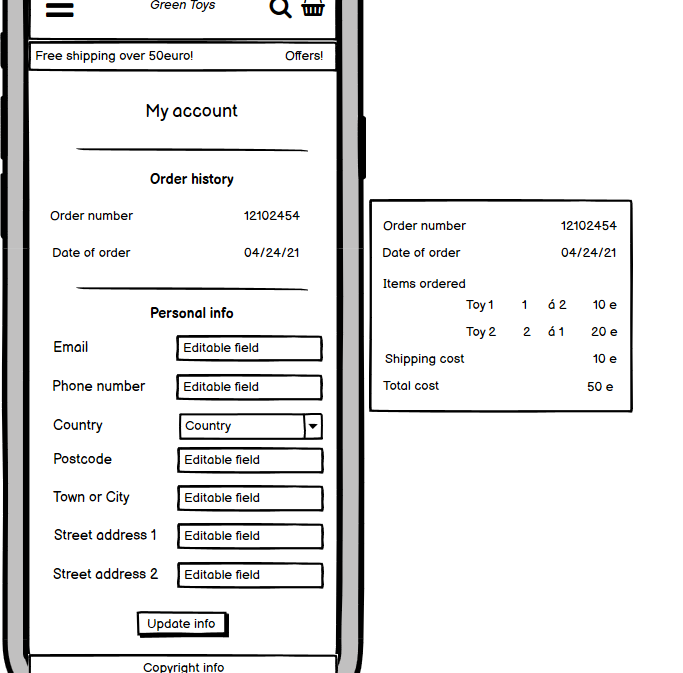 Green Toys
Free shipping over 50euro! Offers!
My account
Order history
Order number 12102454
Date of order 04/24/21
Personal info
Email Editable field
Phone number Editable field
Country Country
Postcode Editable field
Town or City Editable field
Street address 1 Editable field
Street address 2 Editable field
Update info
Copyright info
Order number 12102454
Date of order 04/24/21
Items ordered
Toy 1 1 á 2 10 e
Toy 2 2 á 1 20 e
Shipping cost 10 e
Total cost 50 e